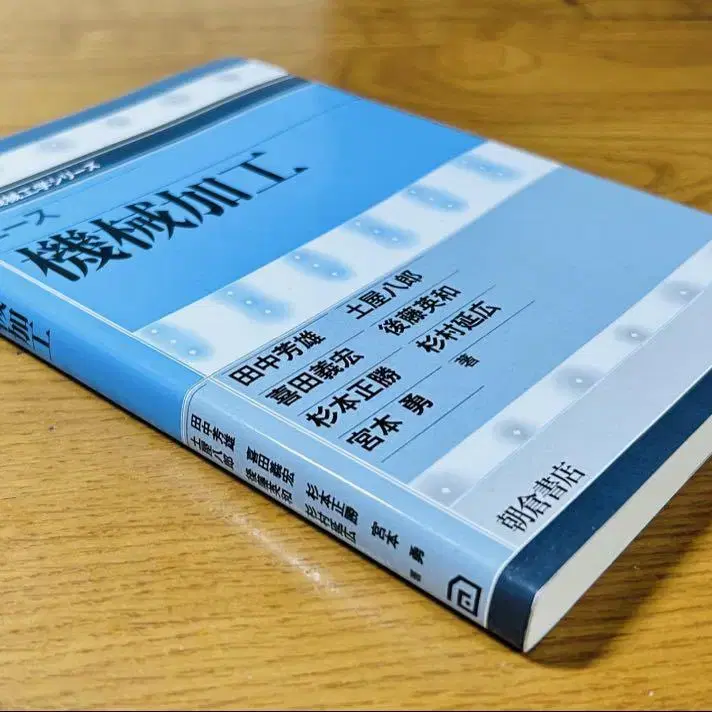 械工学シリーズ
ース
機械加工
田中芳雄 土屋八郎
喜田義宏 後藤英和
杉本正勝 杉村延広
宮本 勇 著
朝倉書店
加工
田中芳雄 喜田義宏 杉本正勝 宮本 勇 著
土屋八郎 後藤英和 杉村延広